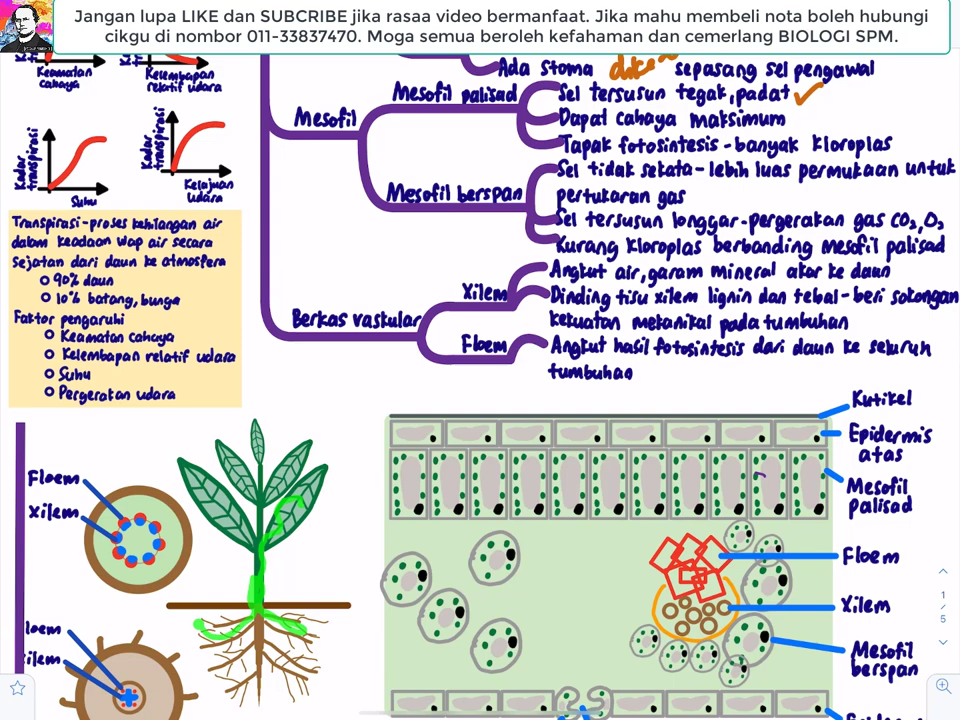 Jangan lupa LIKE dan SUBCRIBE jika rasaa video bermanfaat. Jika mahu membeli nota boleh hubungi
cikgu di nombor 011-33837470. Moga semua beroleh kefahaman dan cemerlang BIOLOGI SPM.
Keamatan
cahaya
Kelembapan
relatif udara
Kadar
transpirasi
Suhu
Kadar
transpirasi
Kelajuan
udara
Transpirasi-proses kehilangan air
dalam keadaan wap air secara
sejatan dari daun ke atmosfera
90% daun
10% batang, bunga
Faktor pengaruhi
Keamatan cahaya
Kelembapan relatif udara
Suhu
Pergerakan udara
Ada stoma sepasang sel pengawal
Mesofil
Mesofil palisad
Sel tersusun tegak, padat
Dapat cahaya maksimum
Tapak fotosintesis - banyak kloroplas
Mesofil berspan
Sel tidak sekata - lebih luas permukaan untuk
pertukaran gas
Sel tersusun longgar - pergerakan gas CO₂, O₂
Kurang kloroplas berbanding mesofil palisad
Berkas vaskular
Xilem
Angkut air, garam mineral akar ke daun
Dinding tisu xilem lignin dan tebal - beri sokongan
kekuatan mekanikal pada tumbuhan
Floem
Angkut hasil fotosintesis dari daun ke seluruh
tumbuhan
Floem
Xilem
loem
ilem
Kutikel
Epidermis
atas
Mesofil
palisad
Floem
Xilem
Mesofil
berspan
1
/
5